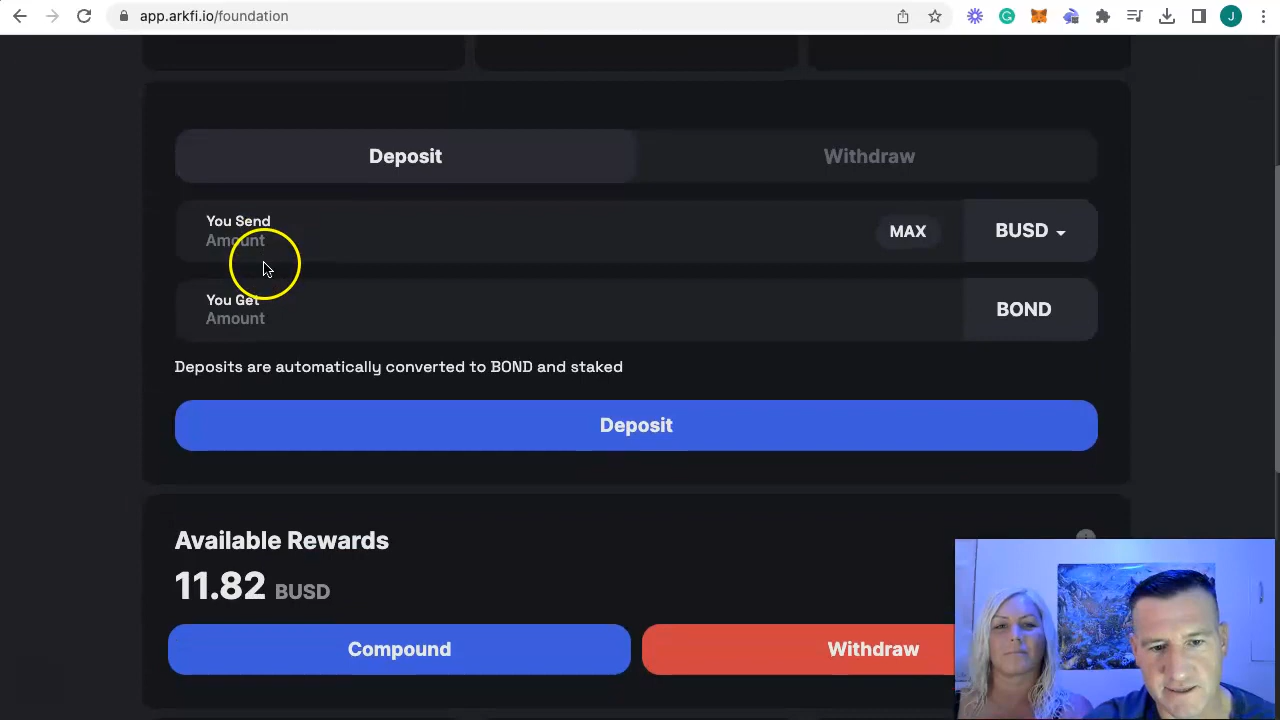 app.arkfi.io/foundation
J
Deposit
Withdraw
You Send
Amount
MAX
BUSD
You Get
Amount
BOND
Deposits are automatically converted to BOND and staked
Deposit
Available Rewards
11.82 BUSD
Compound
Withdraw